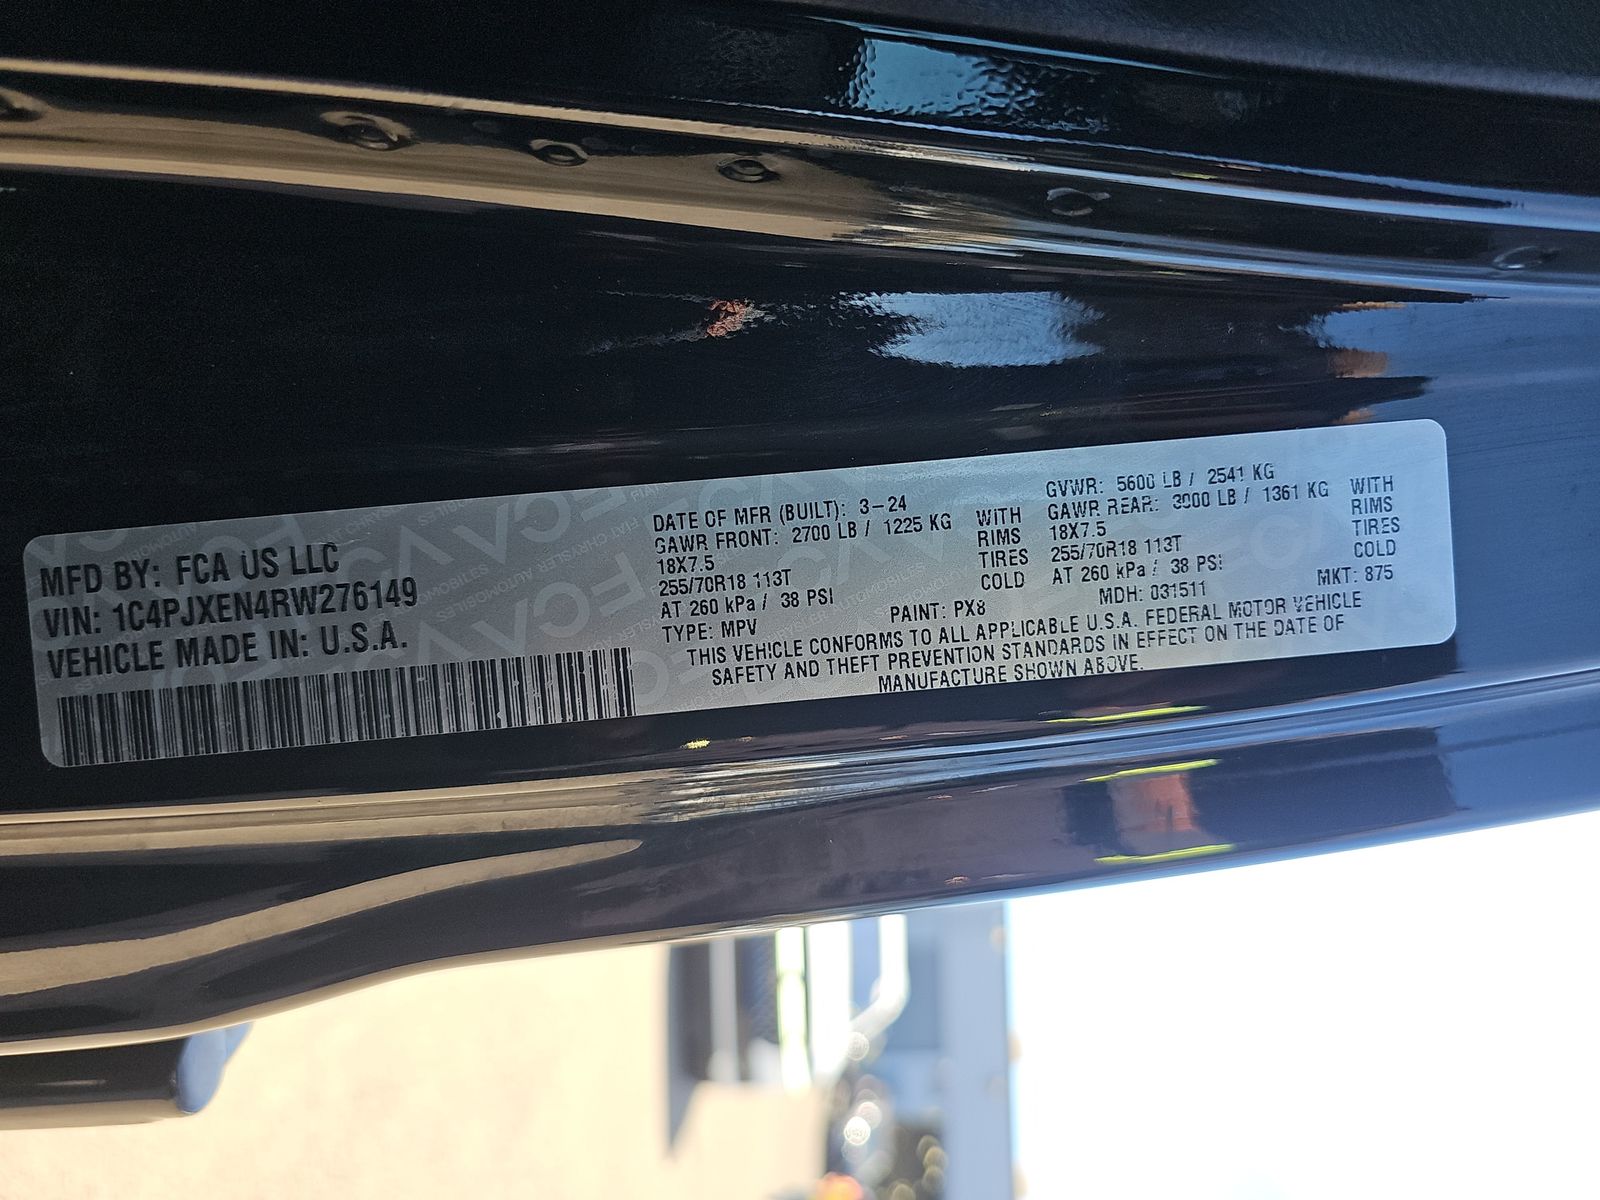 MFD BY: FCA US LLC
VIN: 1C4PJXEN4RW276149
VEHICLE MADE IN: U.S.A.
DATE OF MFR (BUILT): 3-24
GAWR FRONT: 2700 LB / 1225 KG WITH
18X7.5 RIMS
255/70R18 113T TIRES
AT 260 kPa / 38 PSI COLD
TYPE: MPV
GVWR: 5600 LB / 2541 KG
GAWR REAR: 3000 LB / 1361 KG WITH
18X7.5 RIMS
255/70R18 113T TIRES
AT 260 kPa / 38 PSI COLD
MDH: 031511 MKT: 875
PAINT: PX8
THIS VEHICLE CONFORMS TO ALL APPLICABLE U.S.A. FEDERAL MOTOR VEHICLE
SAFETY AND THEFT PREVENTION STANDARDS IN EFFECT ON THE DATE OF
MANUFACTURE SHOWN ABOVE.